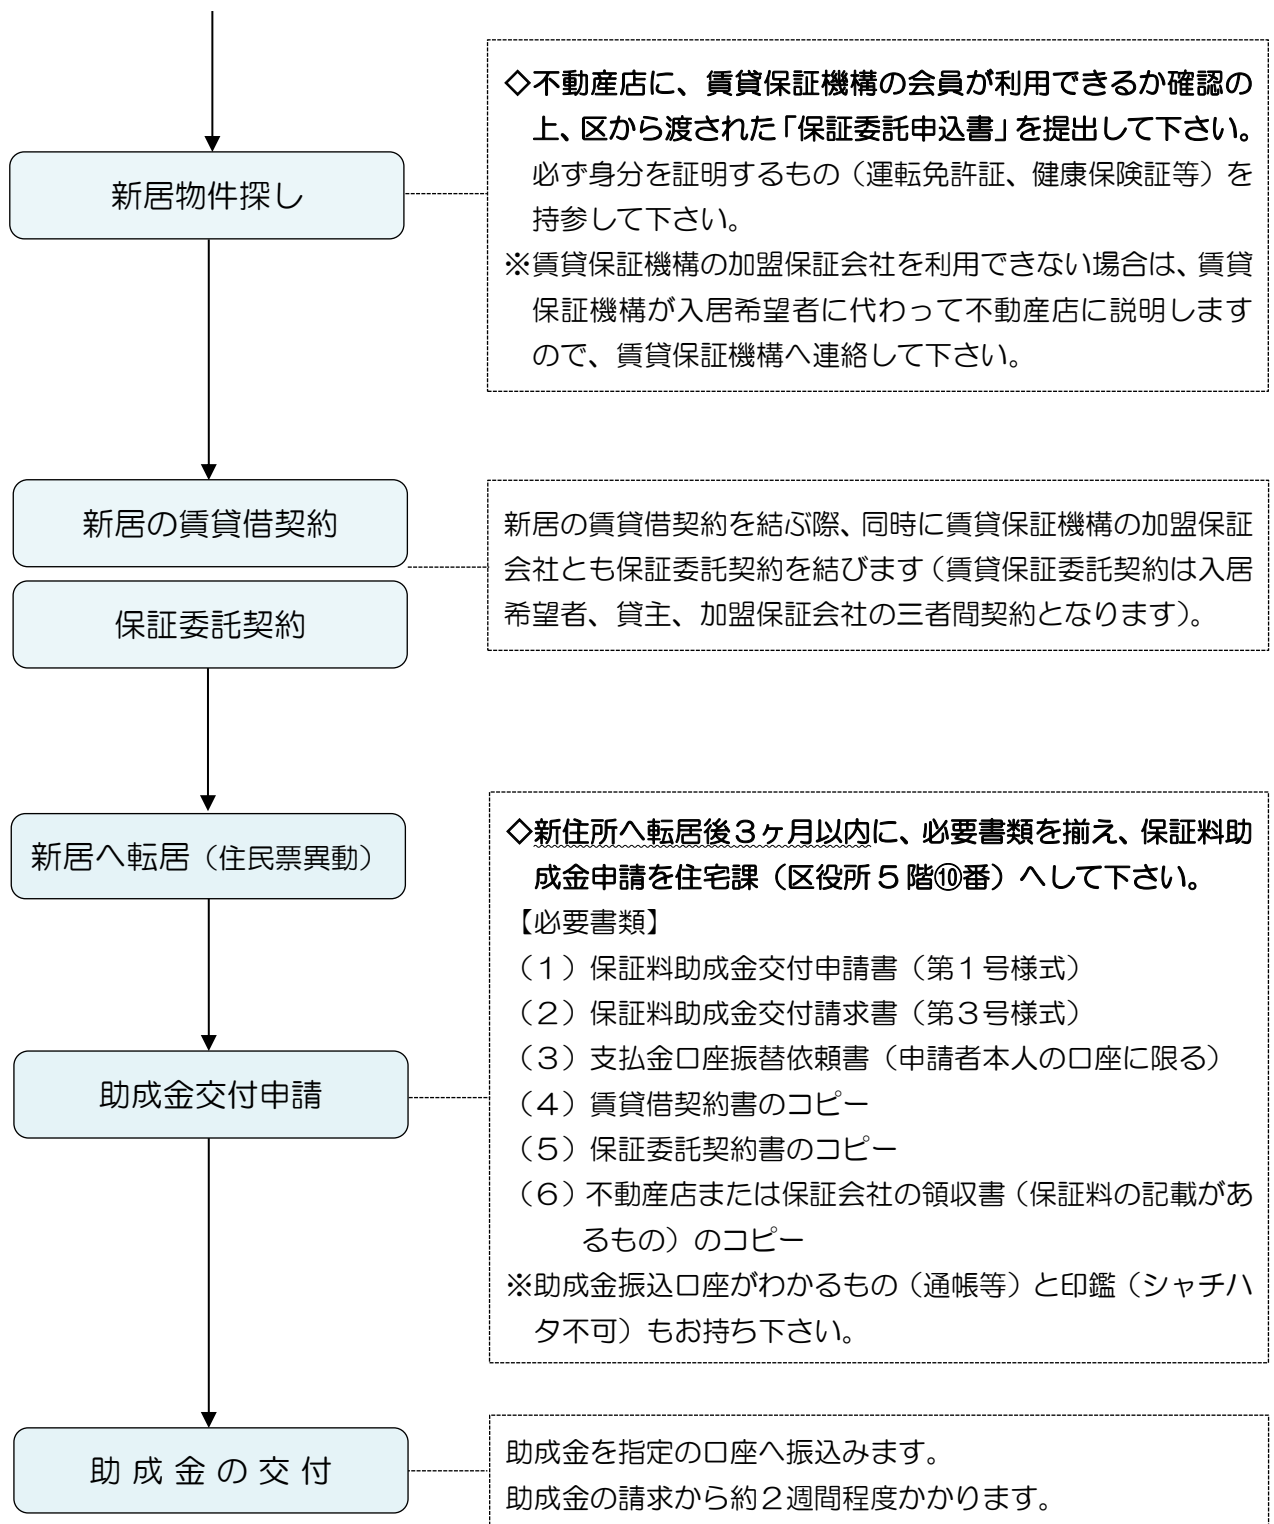 ◇不動産店に、賃貸保証機構の会員が利用できるか確認の
上、区から渡された「保証委託申込書」を提出して下さい。
必ず身分を証明するもの（運転免許証、健康保険証等）を
持参して下さい。
※賃貸保証機構の加盟保証会社を利用できない場合は、賃貸
保証機構が入居希望者に代わって不動産店に説明します
ので、賃貸保証機構へ連絡して下さい。
新居物件探し
新居の賃貸借契約
保証委託契約
新居の賃貸借契約を結ぶ際、同時に賃貸保証機構の加盟保証
会社とも保証委託契約を結びます（賃貸保証委託契約は入居
希望者、貸主、加盟保証会社の三者間契約となります）。
新居へ転居（住民票異動）
助成金交付申請
◇新住所へ転居後３ヶ月以内に、必要書類を揃え、保証料助
成金申請を住宅課（区役所５階⑩番）へして下さい。
【必要書類】
（１）保証料助成金交付申請書（第１号様式）
（２）保証料助成金交付請求書（第３号様式）
（３）支払金口座振替依頼書（申請者本人の口座に限る）
（４）賃貸借契約書のコピー
（５）保証委託契約書のコピー
（６）不動産店または保証会社の領収書（保証料の記載があ
るもの）のコピー
※助成金振込口座がわかるもの（通帳等）と印鑑（シャチハ
タ不可）もお持ち下さい。
助成金の交付
助成金を指定の口座へ振込みます。
助成金の請求から約２週間程度かかります。